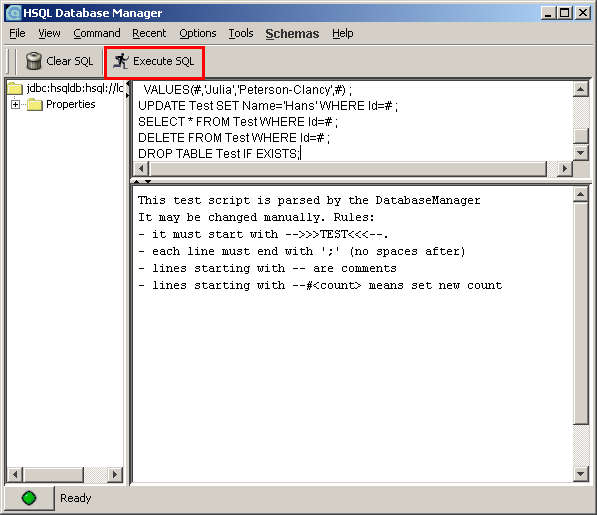 HSQL Database Manager
File View Command Recent Options Tools Schemas Help
Clear SQL Execute SQL
jdbc:hsqldb:hsql://lc
Properties
VALUES(#,'Julia','Peterson-Clancy',#) ;
UPDATE Test SET Name='Hans' WHERE Id=# ;
SELECT * FROM Test WHERE Id=# ;
DELETE FROM Test WHERE Id=# ;
DROP TABLE Test IF EXISTS;
This test script is parsed by the DatabaseManager
It may be changed manually. Rules:
- it must start with -->>>TEST<<<--.
- each line must end with ';' (no spaces after)
- lines starting with -- are comments
- lines starting with --#<count> means set new count
Ready